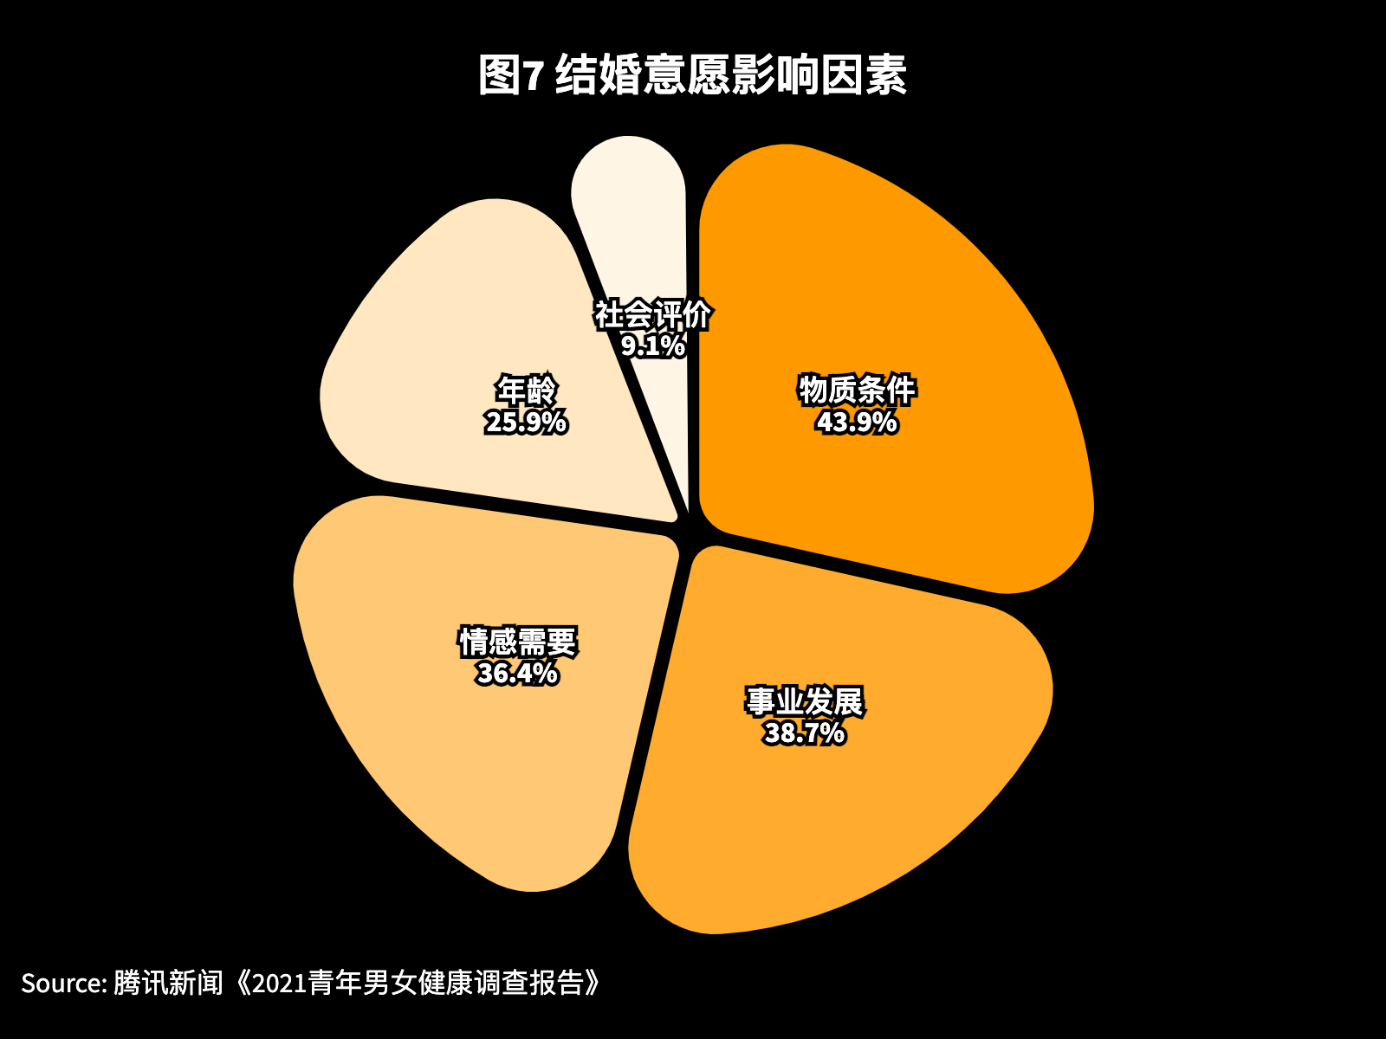 图7 结婚意愿影响因素
社会评价
9.1%
物质条件
43.9%
年龄
25.9%
情感需要
36.4%
事业发展
38.7%
Source: 腾讯新闻《2021青年男女健康调查报告》